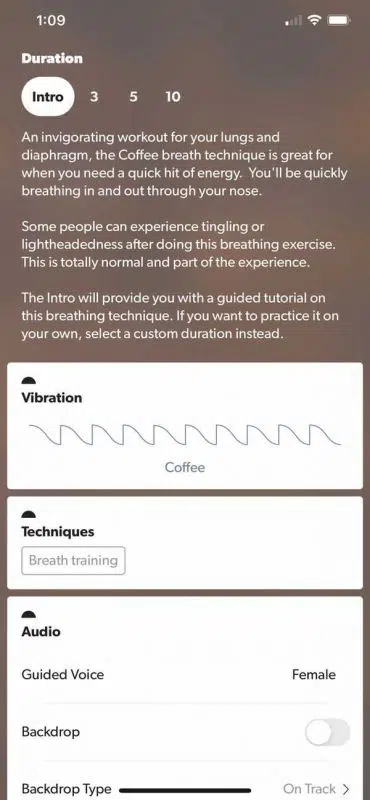 1:09
Duration
Intro 3 5 10
An invigorating workout for your lungs and
diaphragm, the Coffee breath technique is great for
when you need a quick hit of energy. You'll be quickly
breathing in and out through your nose.
Some people can experience tingling or
lightheadedness after doing this breathing exercise.
This is totally normal and part of the experience.
The Intro will provide you with a guided tutorial on
this breathing technique. If you want to practice it on
your own, select a custom duration instead.
Vibration
Coffee
Techniques
Breath training
Audio
Guided Voice Female
Backdrop
Backdrop Type On Track